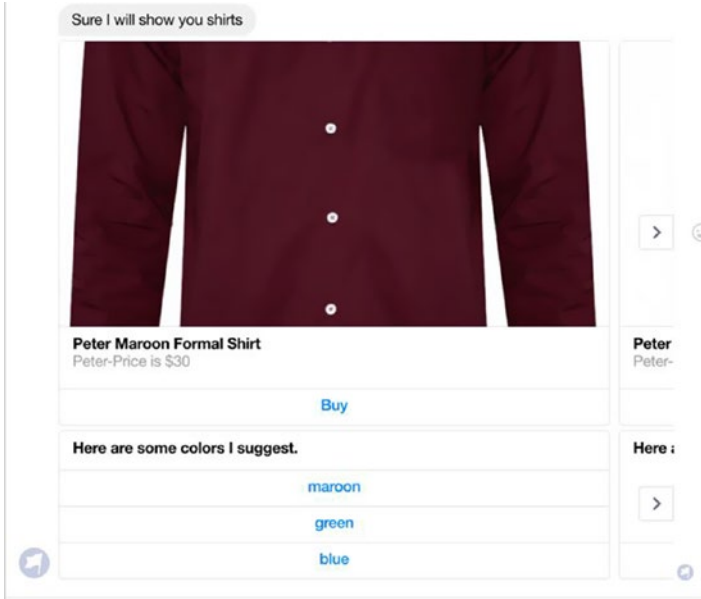 Sure I will show you shirts
Peter Maroon Formal Shirt
Peter-Price is $30
Buy
Peter
Peter-
Here are some colors I suggest.
maroon
green
blue
Here a